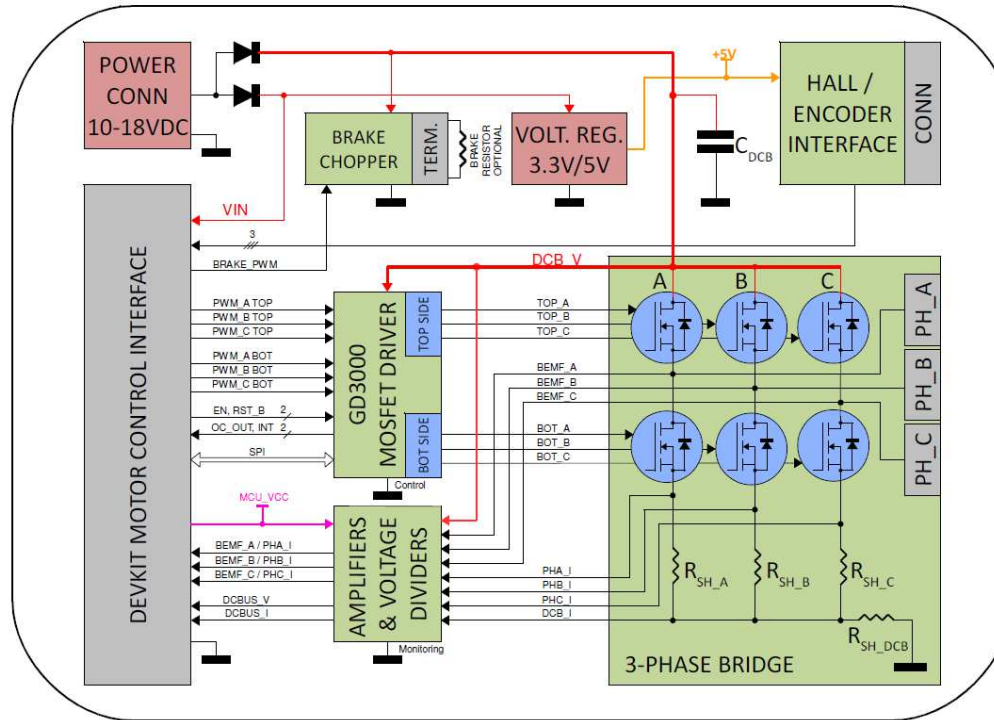 POWER
CONN
10-18VDC
BRAKE
CHOPPER
TERM.
BRAKE
RESISTOR
OPTIONAL
VOLT. REG.
3.3V/5V
+5V
C DCB
HALL /
ENCODER
INTERFACE
CONN
DEVKIT MOTOR CONTROL INTERFACE
VIN
3
BRAKE_PWM
DCB_V
PWM_A TOP
PWM_B TOP
PWM_C TOP
PWM_A BOT
PWM_B BOT
PWM_C BOT
EN, RST_B 2
OC_OUT, INT 2
SPI
GD3000
MOSFET DRIVER
TOP SIDE
BOT SIDE
Control
TOP_A
TOP_B
TOP_C
BEMF_A
BEMF_B
BEMF_C
BOT_A
BOT_B
BOT_C
A
B
C
PH_A
PH_B
PH_C
MCU_VCC
BEMF_A / PHA_I
BEMF_B / PHB_I
BEMF_C / PHC_I
DCBUS_V
DCBUS_I
AMPLIFIERS
& VOLTAGE
DIVIDERS
Monitoring
PHA_I
PHB_I
PHC_I
DCB_I
R SH_A
R SH_B
R SH_C
R SH_DCB
3-PHASE BRIDGE